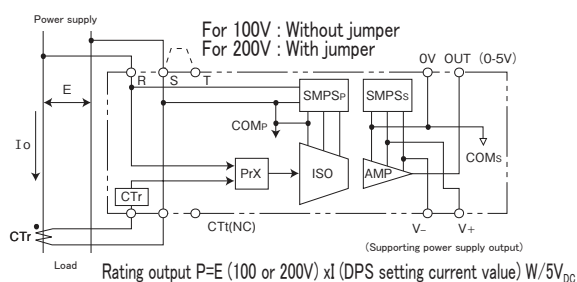 Power supply
For 100V : Without jumper
For 200V : With jumper
0V OUT (0-5V)
R S T
E
SMPSP
SMPSS
COMP
COMS
Io
PrX
ISO
AMP
CTr
CTr
CTt(NC)
V- V+
(Supporting power supply output)
Load
Rating output P=E (100 or 200V) xI (DPS setting current value) W/5VDC